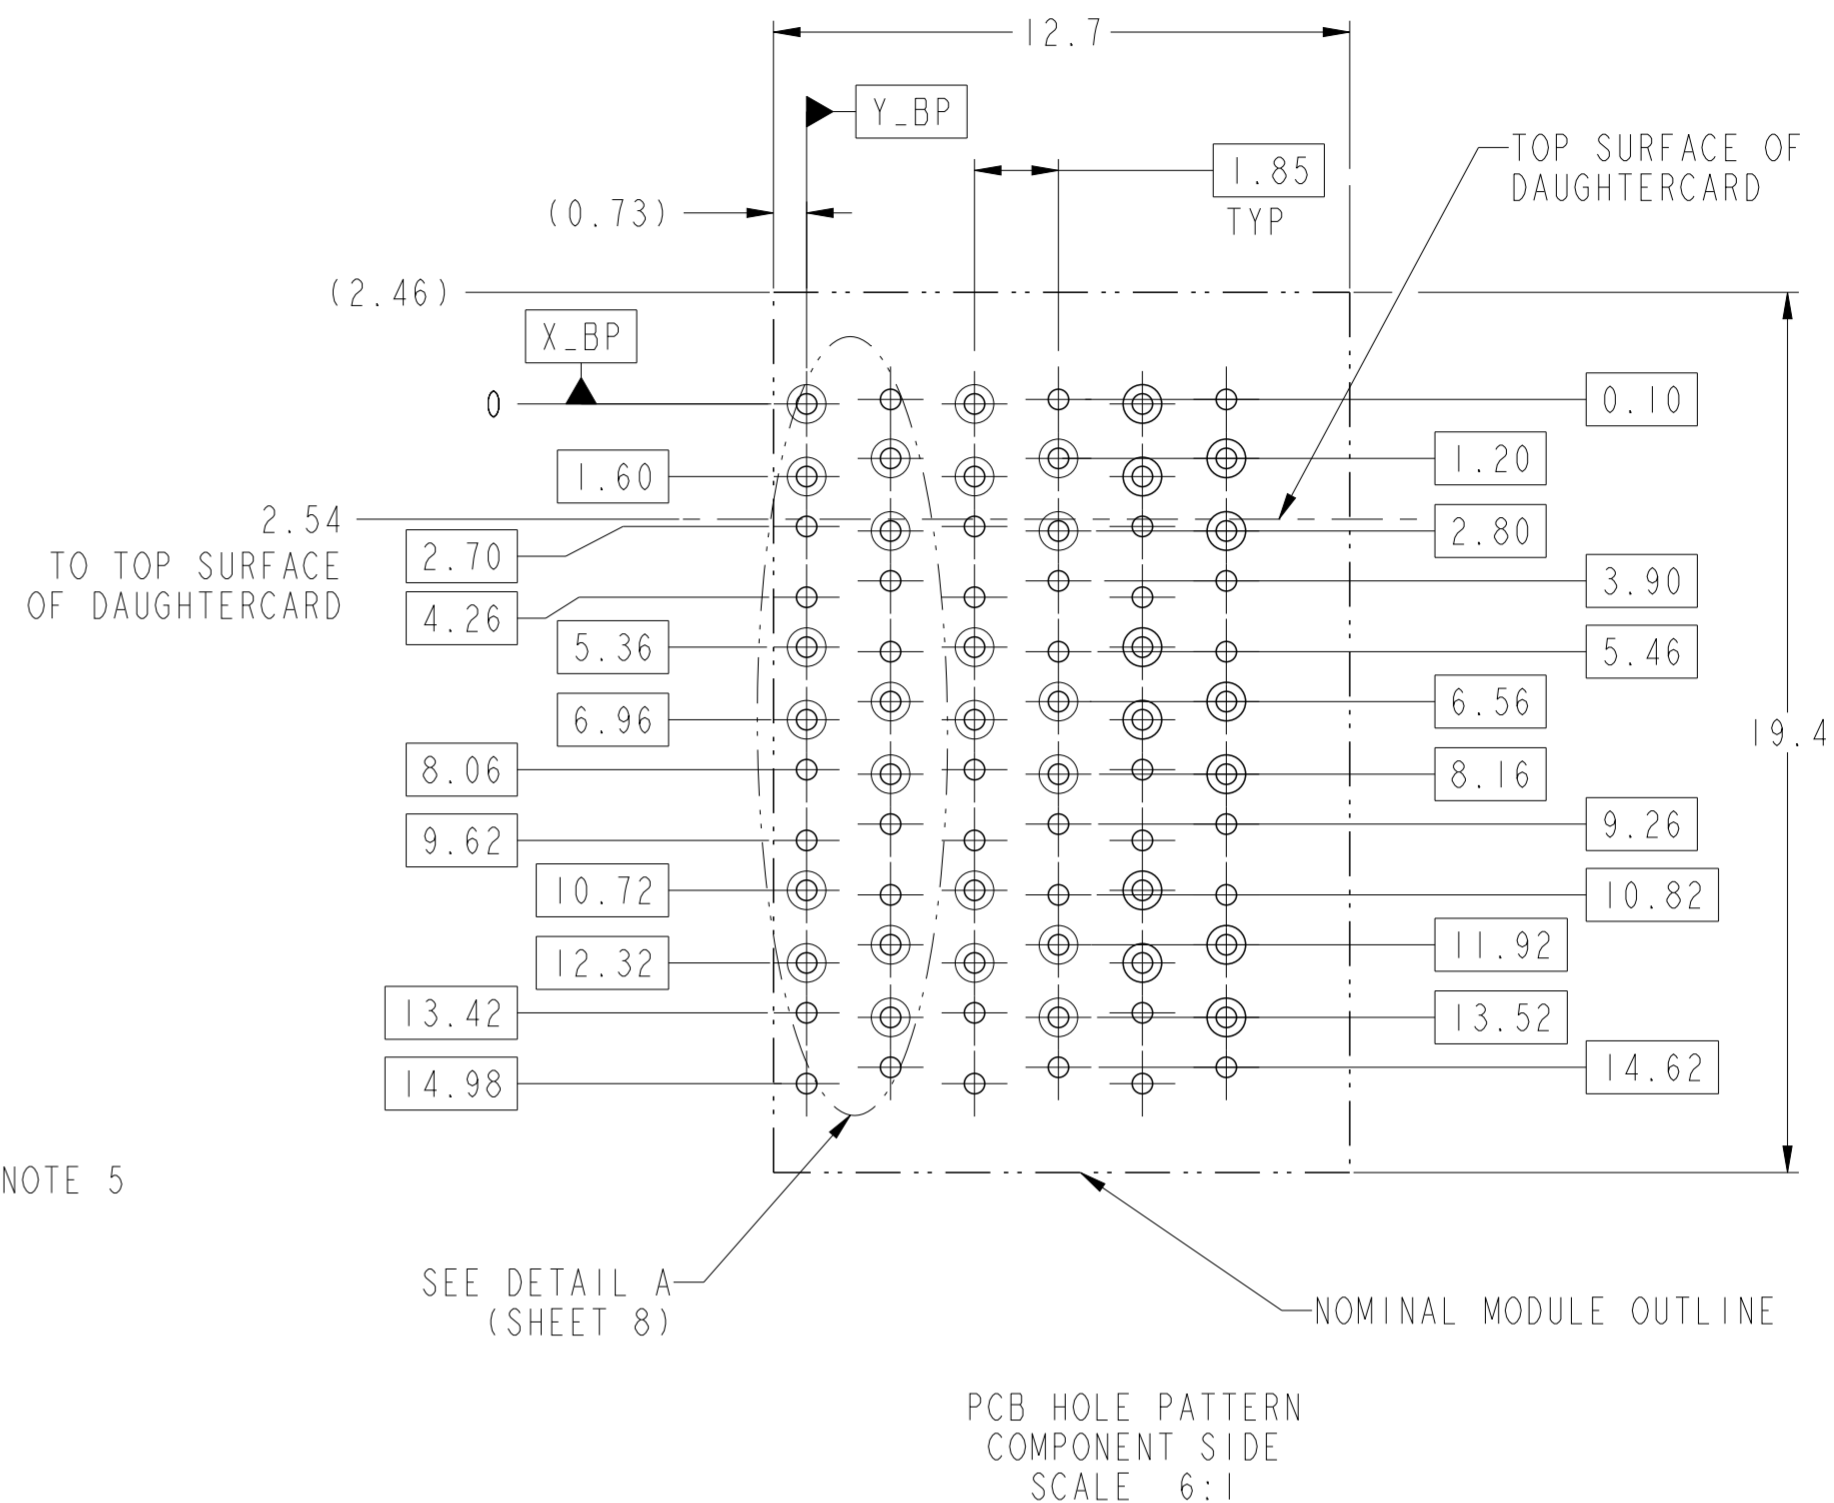 12.7
Y_BP
1.85
TYP
TOP SURFACE OF
DAUGHTERCARD
(0.73)
(2.46)
X_BP
0
0.10
1.60
1.20
2.54
TO TOP SURFACE
OF DAUGHTERCARD
2.70
2.80
4.26
3.90
5.36
5.46
6.96
6.56
19.4
8.06
8.16
9.62
9.26
10.72
10.82
12.32
11.92
13.42
13.52
14.98
14.62
NOTE 5
SEE DETAIL A
(SHEET 8)
NOMINAL MODULE OUTLINE
PCB HOLE PATTERN
COMPONENT SIDE
SCALE 6:1